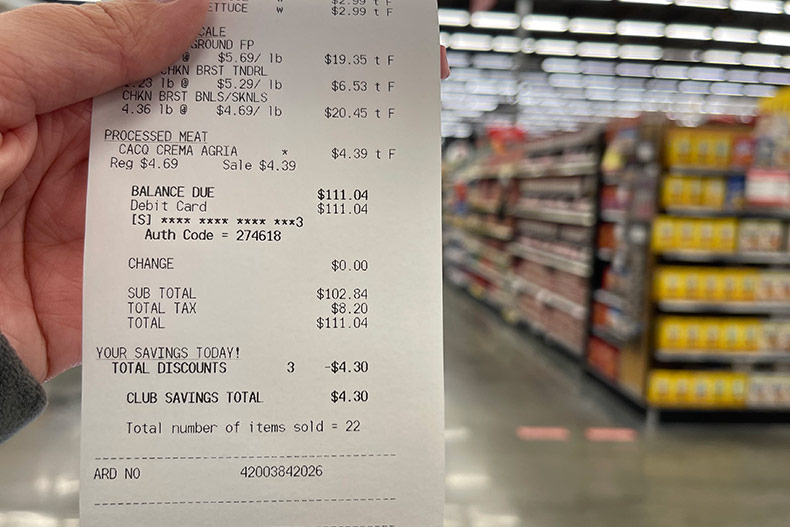 $2.99 t F
ETTUCE w $2.99 t F
CALE
GROUND FP
@ $5.69/ lb $19.35 t F
CHKN BRST TNDRL
.23 lb @ $5.29/ lb $6.53 t F
CHKN BRST BNLS/SKNLS
4.36 lb @ $4.69/ lb $20.45 t F
PROCESSED MEAT
CACQ CREMA AGRIA * $4.39 t F
Reg $4.69 Sale $4.39
BALANCE DUE $111.04
Debit Card $111.04
[S] **** **** **** ***3
Auth Code = 274618
CHANGE $0.00
SUB TOTAL $102.84
TOTAL TAX $8.20
TOTAL $111.04
YOUR SAVINGS TODAY!
TOTAL DISCOUNTS 3 -$4.30
CLUB SAVINGS TOTAL $4.30
Total number of items sold = 22
ARD NO 42003842026